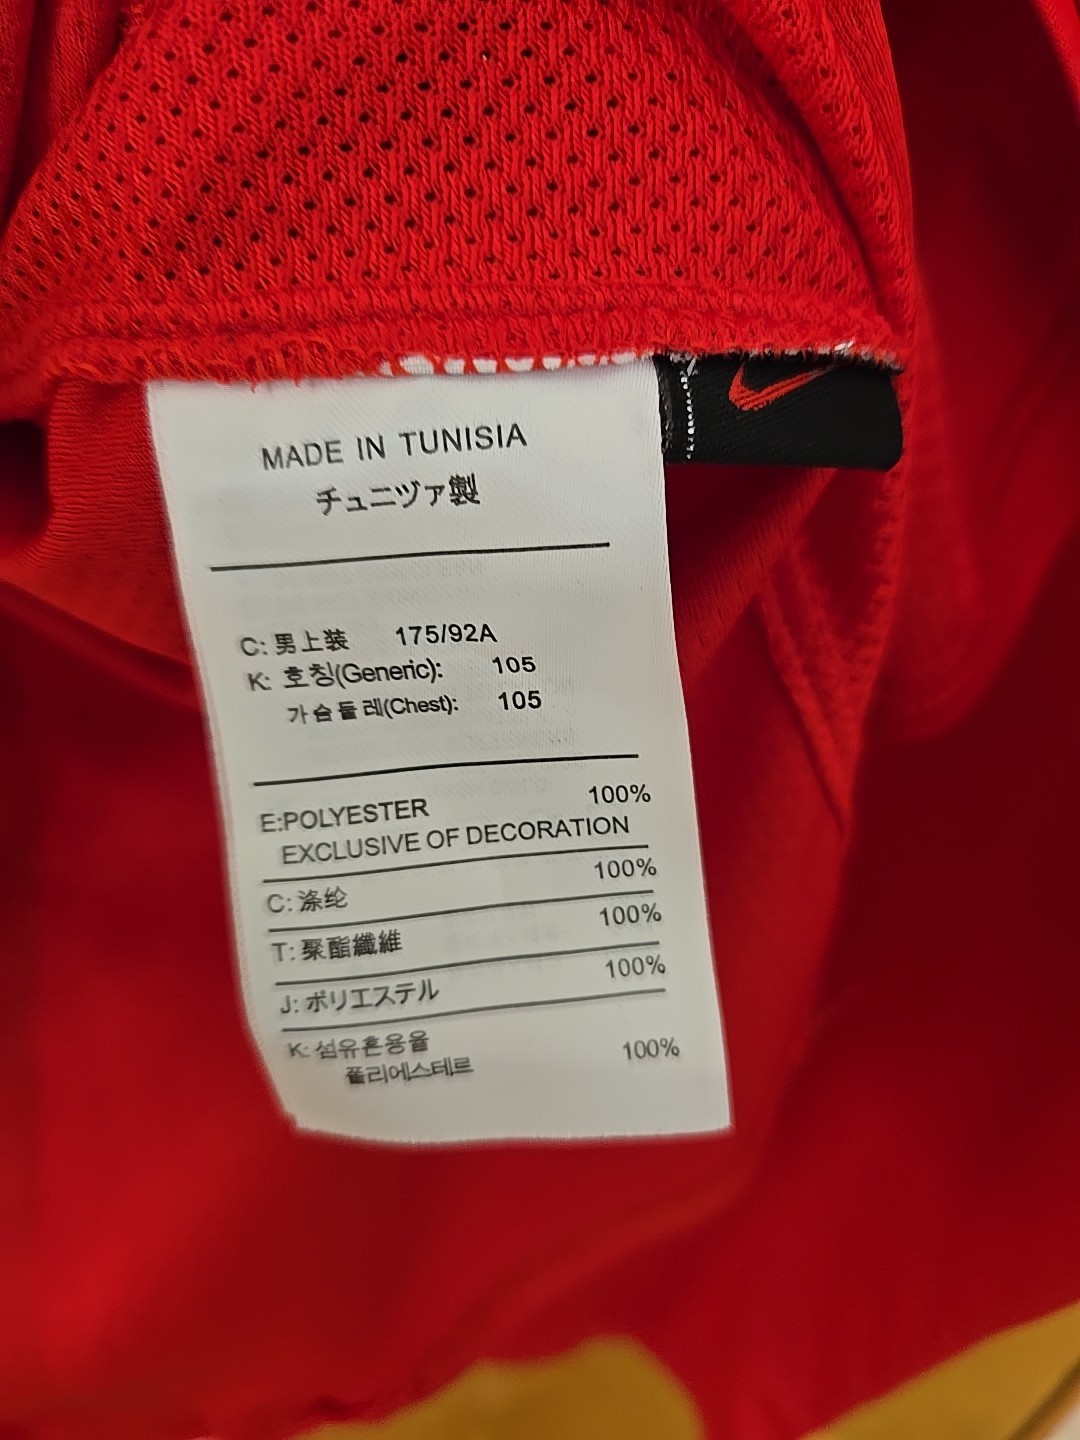 MADE IN TUNISIA
チュニヅァ製
C: 男上装 175/92A
K: 호칭(Generic): 105
가슴둘레(Chest): 105
E:POLYESTER 100%
EXCLUSIVE OF DECORATION
C: 涤纶 100%
T: 聚酯纖維 100%
J: ポリエステル 100%
K: 섬유혼용율
폴리에스테르 100%